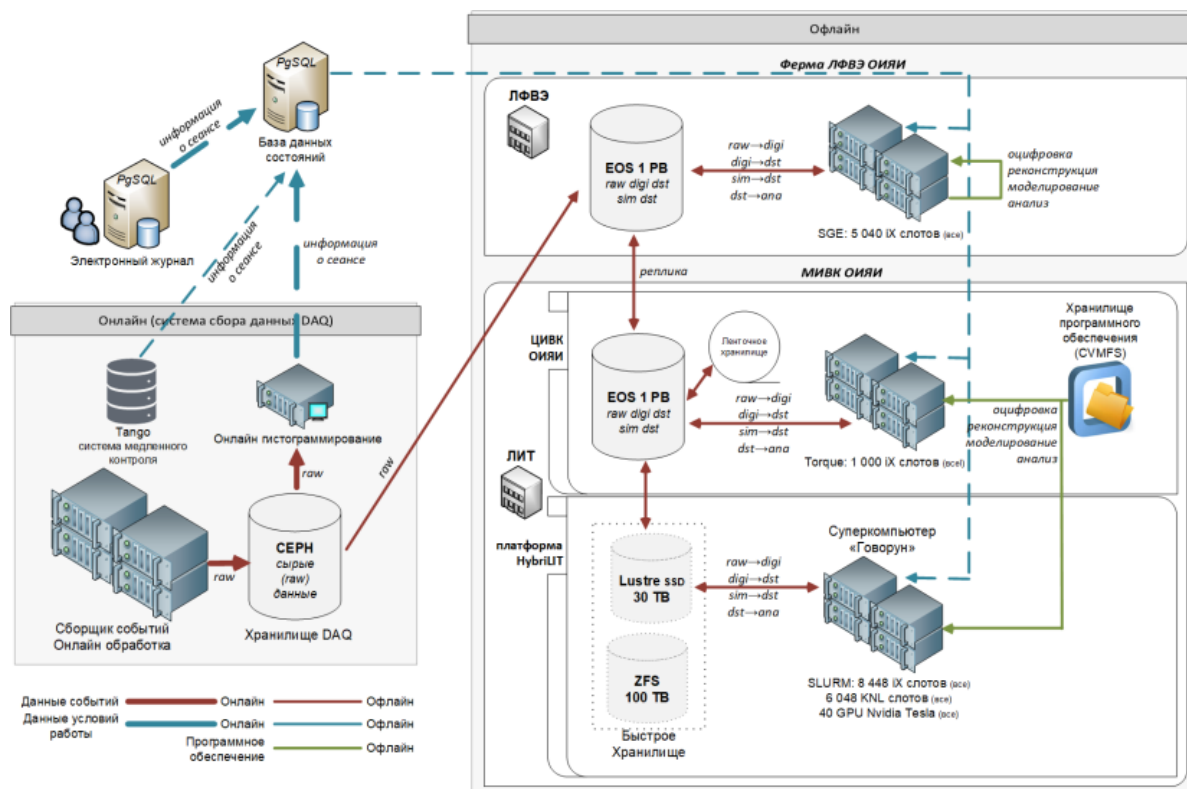 Офлайн
Ферма ЛФВЭ ОИЯИ
PgSQL
База данных
состояний
информация
о сеансе
PgSQL
Электронный журнал
информация
о сеансе
информация
о сеансе
ЛФВЭ
EOS 1 PB
raw digi dst
sim dst
raw→digi
digi→dst
sim→dst
dst→ana
оцифровка
реконструкция
моделирование
анализ
SGE: 5 040 iX слотов (все)
реплика
МИВК ОИЯИ
Онлайн (система сбора данных DAQ)
Tango
система медленного
контроля
Онлайн гистограммирование
raw
Сборщик событий
Онлайн обработка
raw
CEPH
сырые
(raw)
данные
Хранилище DAQ
ЦИВК
ОИЯИ
EOS 1 PB
raw digi dst
sim dst
Ленточное
хранилище
raw→digi
digi→dst
sim→dst
dst→ana
Torque: 1 000 iX слотов (все!)
Хранилище
программного
обеспечения
(CVMFS)
оцифровка
реконструкция
моделирование
анализ
ЛИТ
платформа
HybriLIT
Lustre SSD
30 TB
ZFS
100 TB
Быстрое
Хранилище
raw→digi
digi→dst
sim→dst
dst→ana
Суперкомпьютер
«Говорун»
SLURM: 8 448 iX слотов (все)
6 048 KNL слотов (все)
40 GPU Nvidia Tesla (все)
Данные событий
Онлайн
Офлайн
Данные условий
работы
Онлайн
Офлайн
Программное
обеспечение
Офлайн